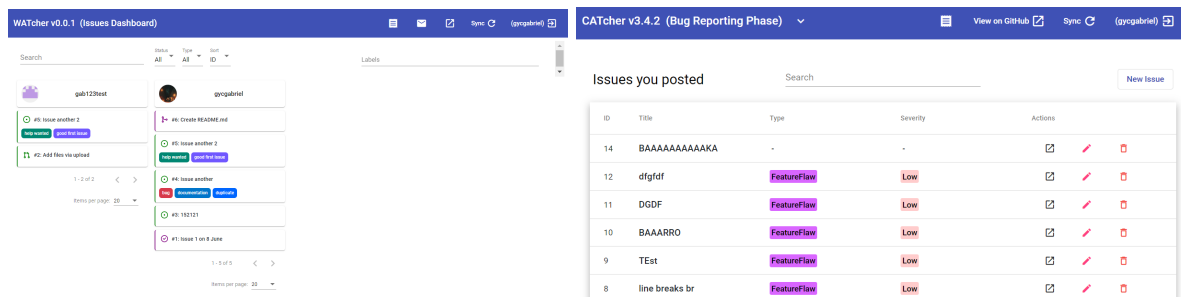 WATcher v0.0.1 (Issues Dashboard)
Sync
(gycgabriel)
Search
Status
All
Type
All
Sort
ID
Labels
gab123test
#5: Issue another 2
help wanted
good first issue
#2: Add files via upload
1 - 2 of 2
Items per page: 20
gycgabriel
#6: Create README.md
#5: Issue another 2
help wanted
good first issue
#4: Issue another
bug
documentation
duplicate
#3: 152121
#1: Issue 1 on 8 June
1 - 5 of 5
Items per page: 20
CATcher v3.4.2 (Bug Reporting Phase)
View on GitHub
Sync
(gycgabriel)
Issues you posted
Search
New Issue
ID Title Type Severity Actions
14 BAAAAAAAAAAKA - -
12 dfgfdf FeatureFlaw Low
11 DGDF FeatureFlaw Low
10 BAAARRO FeatureFlaw Low
9 TEst FeatureFlaw Low
8 line breaks br FeatureFlaw Low